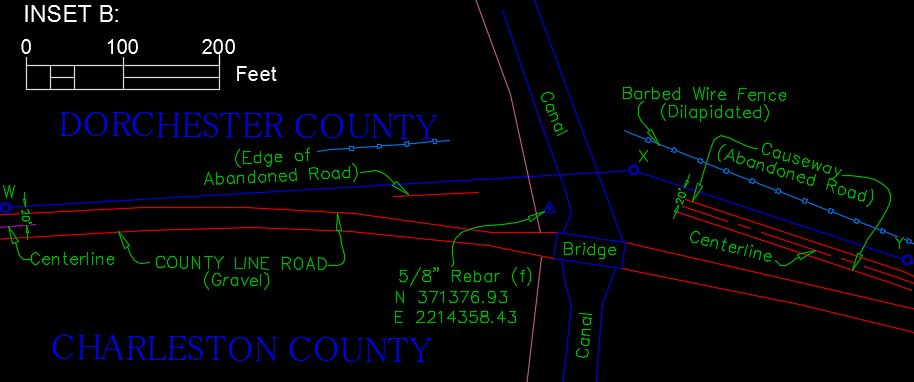 INSET B:
0 100 200
Feet
DORCHESTER COUNTY
Canal
Barbed Wire Fence
(Dilapidated)
(Edge of
Abandoned Road)
X
Causeway
(Abandoned Road)
W
20'
20'
Y
Centerline
COUNTY LINE ROAD
(Gravel)
5/8" Rebar (f)
N 371376.93
E 2214358.43
Bridge
Centerline
Canal
CHARLESTON COUNTY